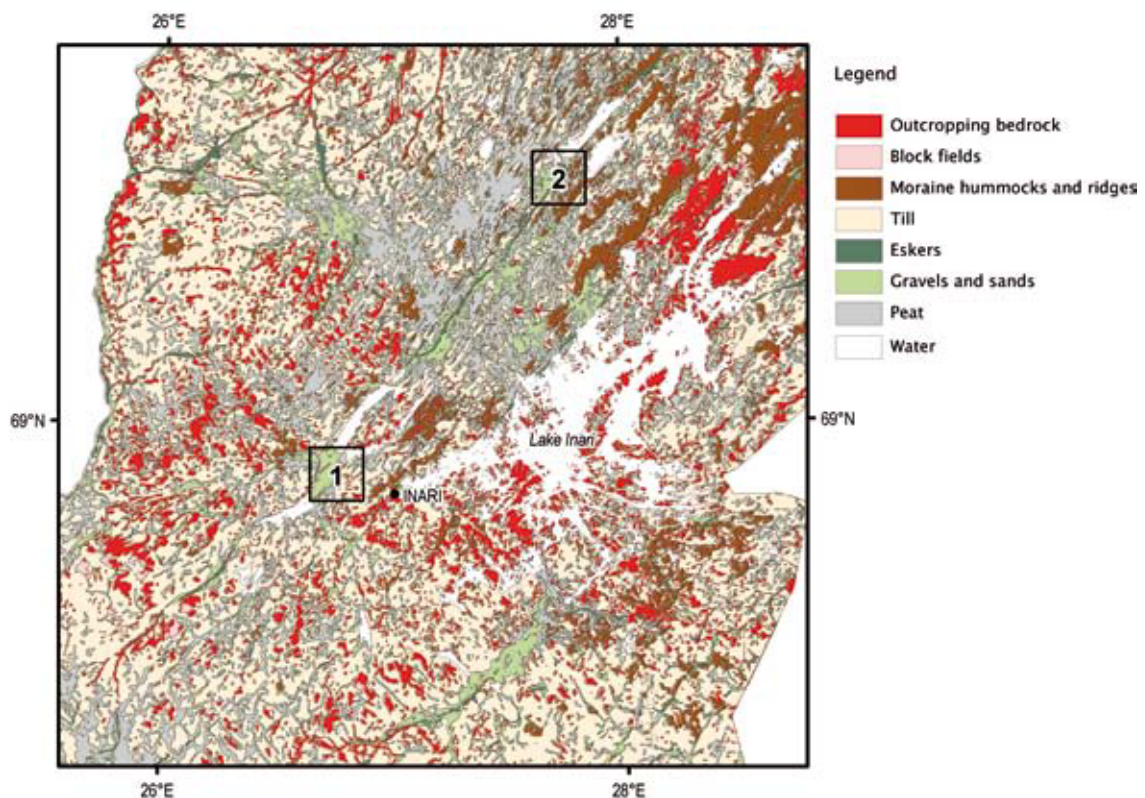 26°E
28°E
Legend
Outcropping bedrock
Block fields
Moraine hummocks and ridges
Till
Eskers
Gravels and sands
Peat
Water
2
69°N
69°N
Lake Inari
1
INARI
26°E
28°E